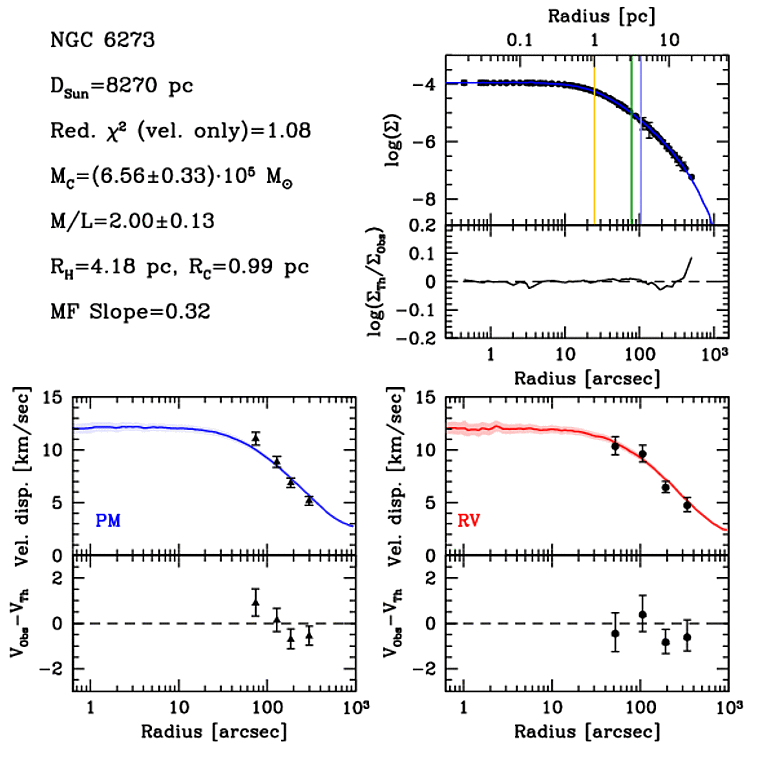 NGC 6273
D_Sun=8270 pc
Red. χ² (vel. only)=1.08
M_C=(6.56±0.33)·10⁵ M_⊙
M/L=2.00±0.13
R_H=4.18 pc, R_C=0.99 pc
MF Slope=0.32
Radius [pc]
0.1 1 10
log(Σ)
−4
−6
−8
log(Σ_Th/Σ_Obs)
0.2
0.1
0
−0.1
−0.2
1 10 100 10³
Radius [arcsec]
Vel. disp. [km/sec]
15
10
5
0
PM
V_Obs−V_Th
2
0
−2
1 10 100 10³
Radius [arcsec]
Vel. disp. [km/sec]
15
10
5
0
RV
V_Obs−V_Th
2
0
−2
1 10 100 10³
Radius [arcsec]